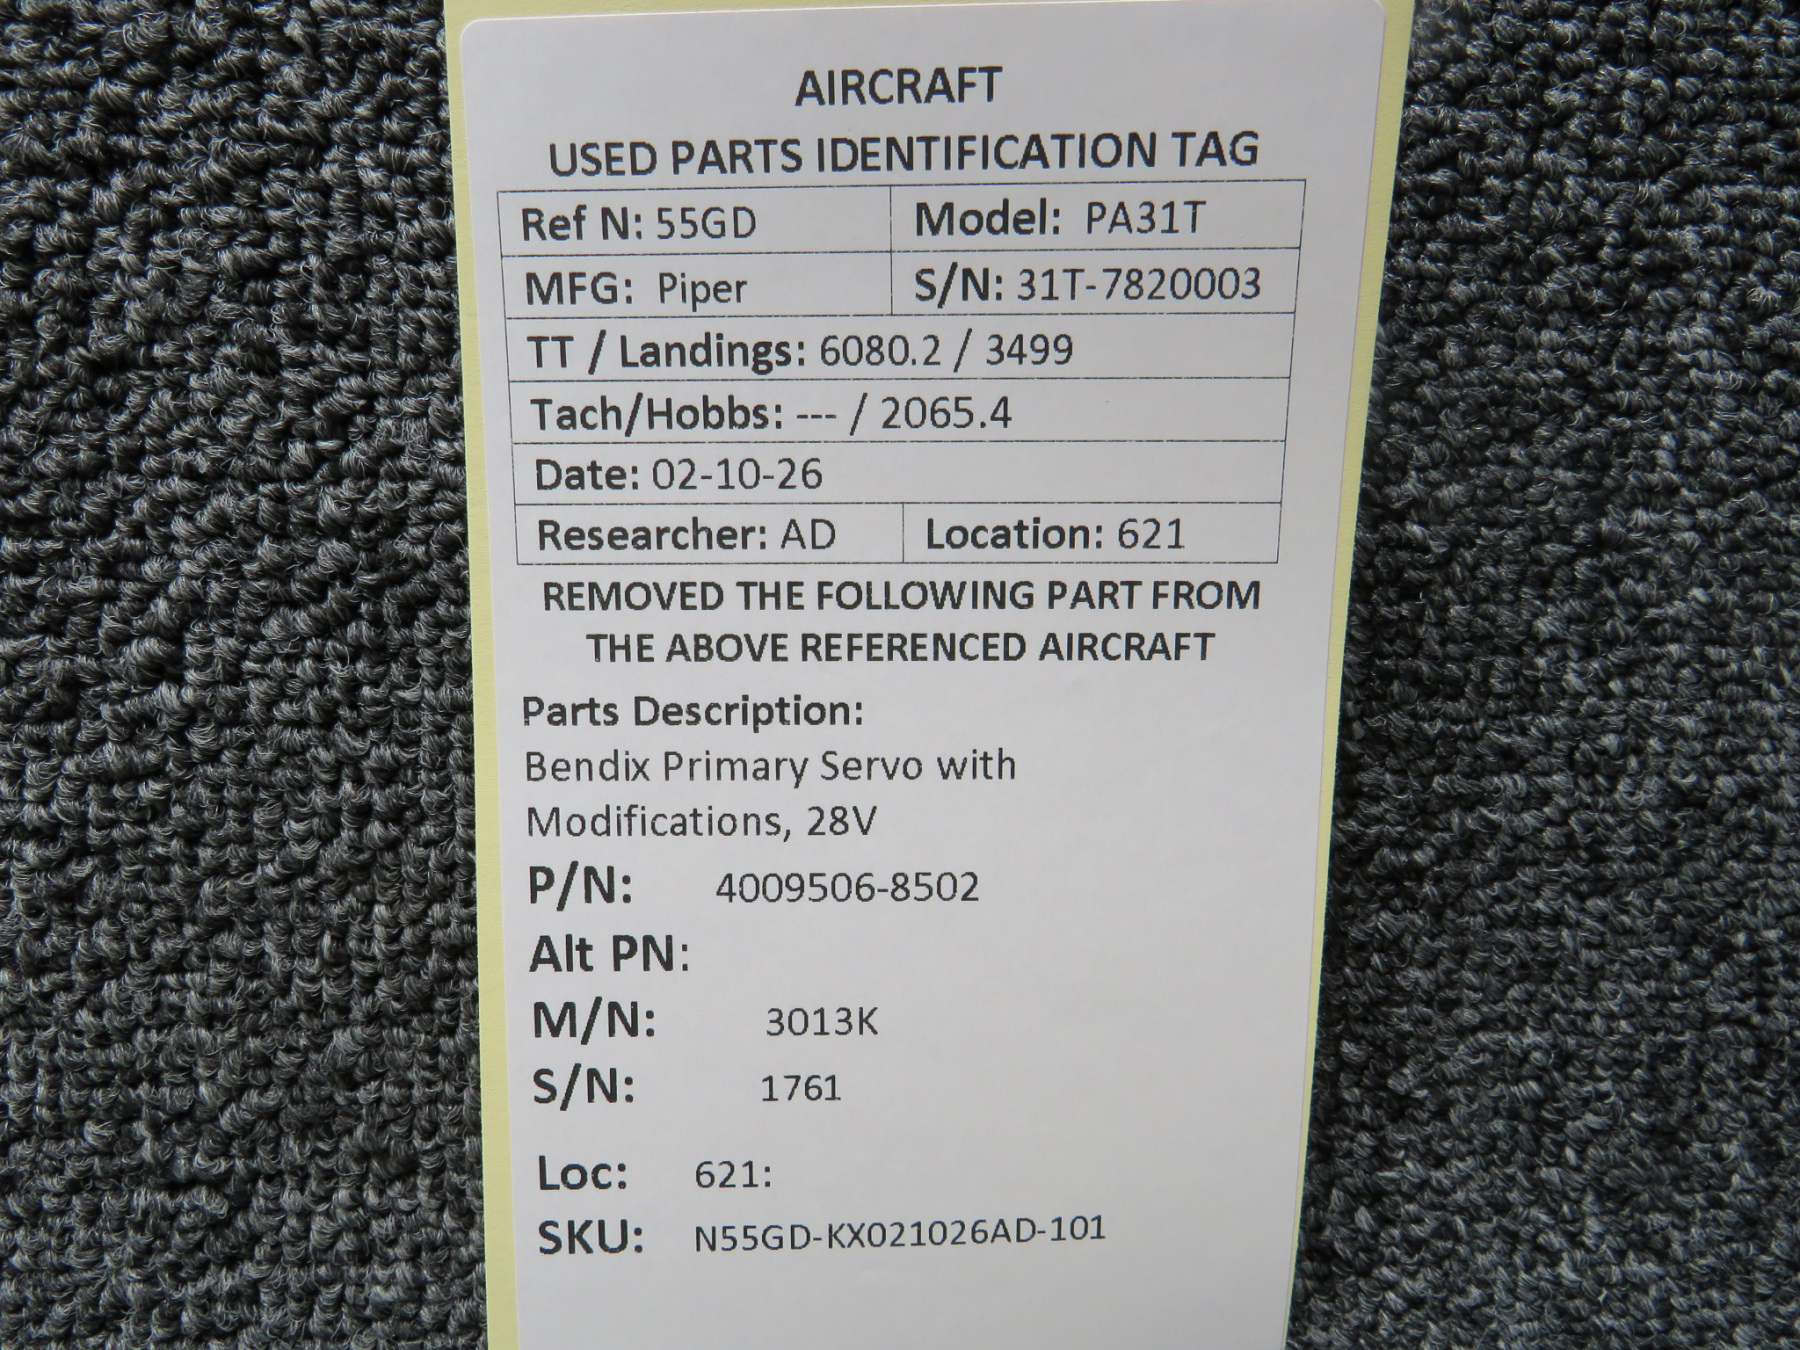 AIRCRAFT
USED PARTS IDENTIFICATION TAG
Ref N: 55GD Model: PA31T
MFG: Piper S/N: 31T-7820003
TT / Landings: 6080.2 / 3499
Tach/Hobbs: --- / 2065.4
Date: 02-10-26
Researcher: AD Location: 621
REMOVED THE FOLLOWING PART FROM
THE ABOVE REFERENCED AIRCRAFT
Parts Description:
Bendix Primary Servo with
Modifications, 28V
P/N: 4009506-8502
Alt PN:
M/N: 3013K
S/N: 1761
Loc: 621:
SKU: N55GD-KX021026AD-101